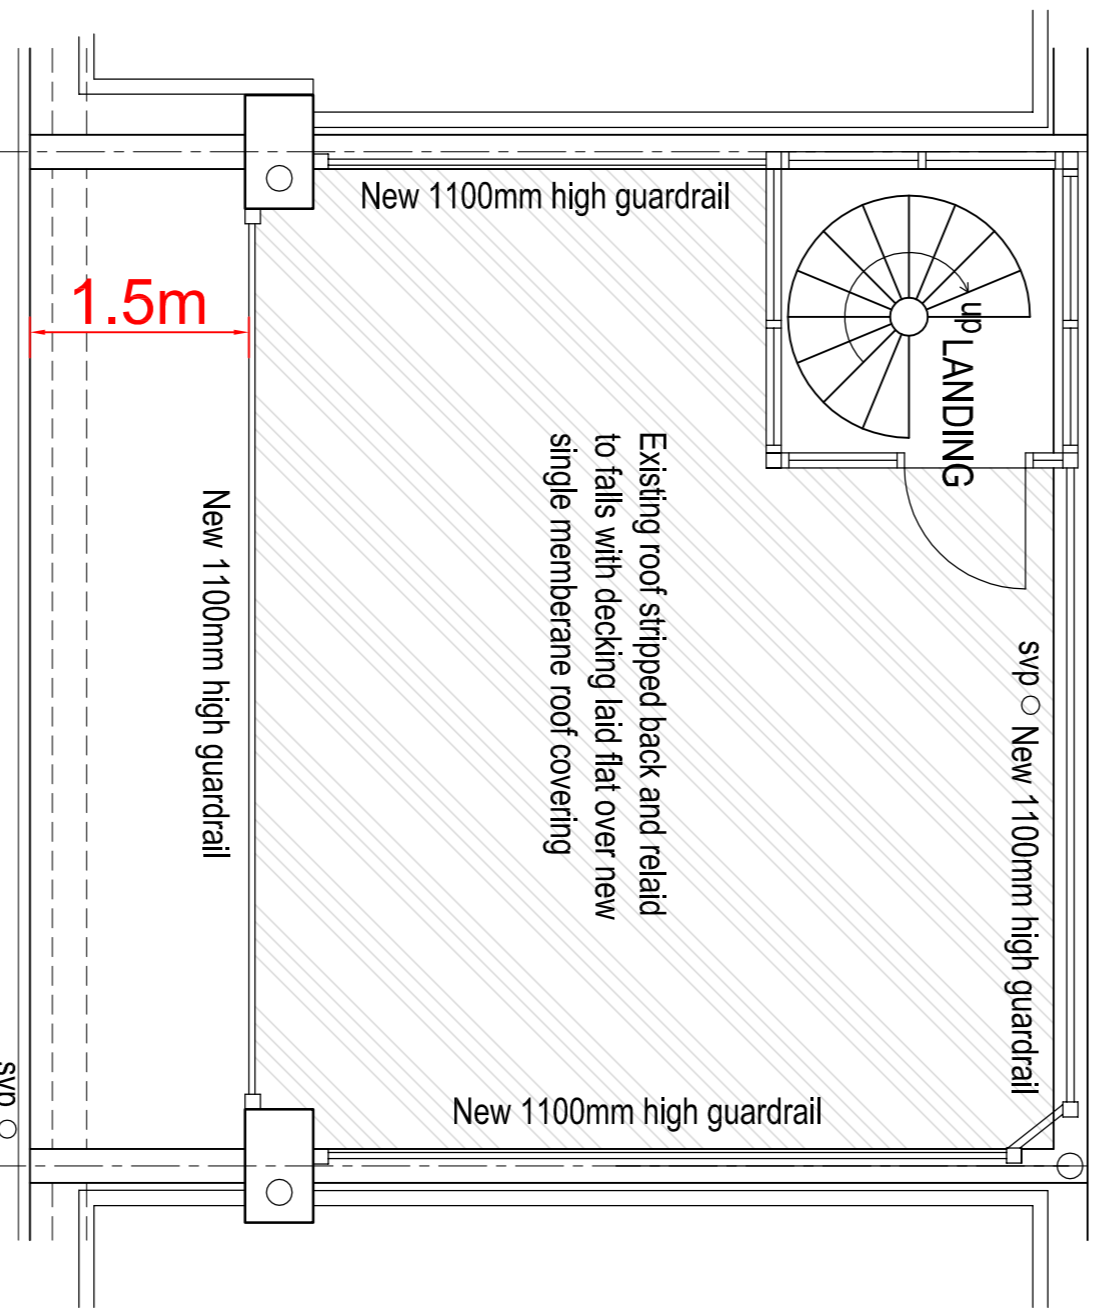 New 1100mm high guardrail
1.5m
up
LANDING
Existing roof stripped back and relaid
to falls with decking laid flat over new
single memberane roof covering
New 1100mm high guardrail
svp
New 1100mm high guardrail
New 1100mm high guardrail
svp